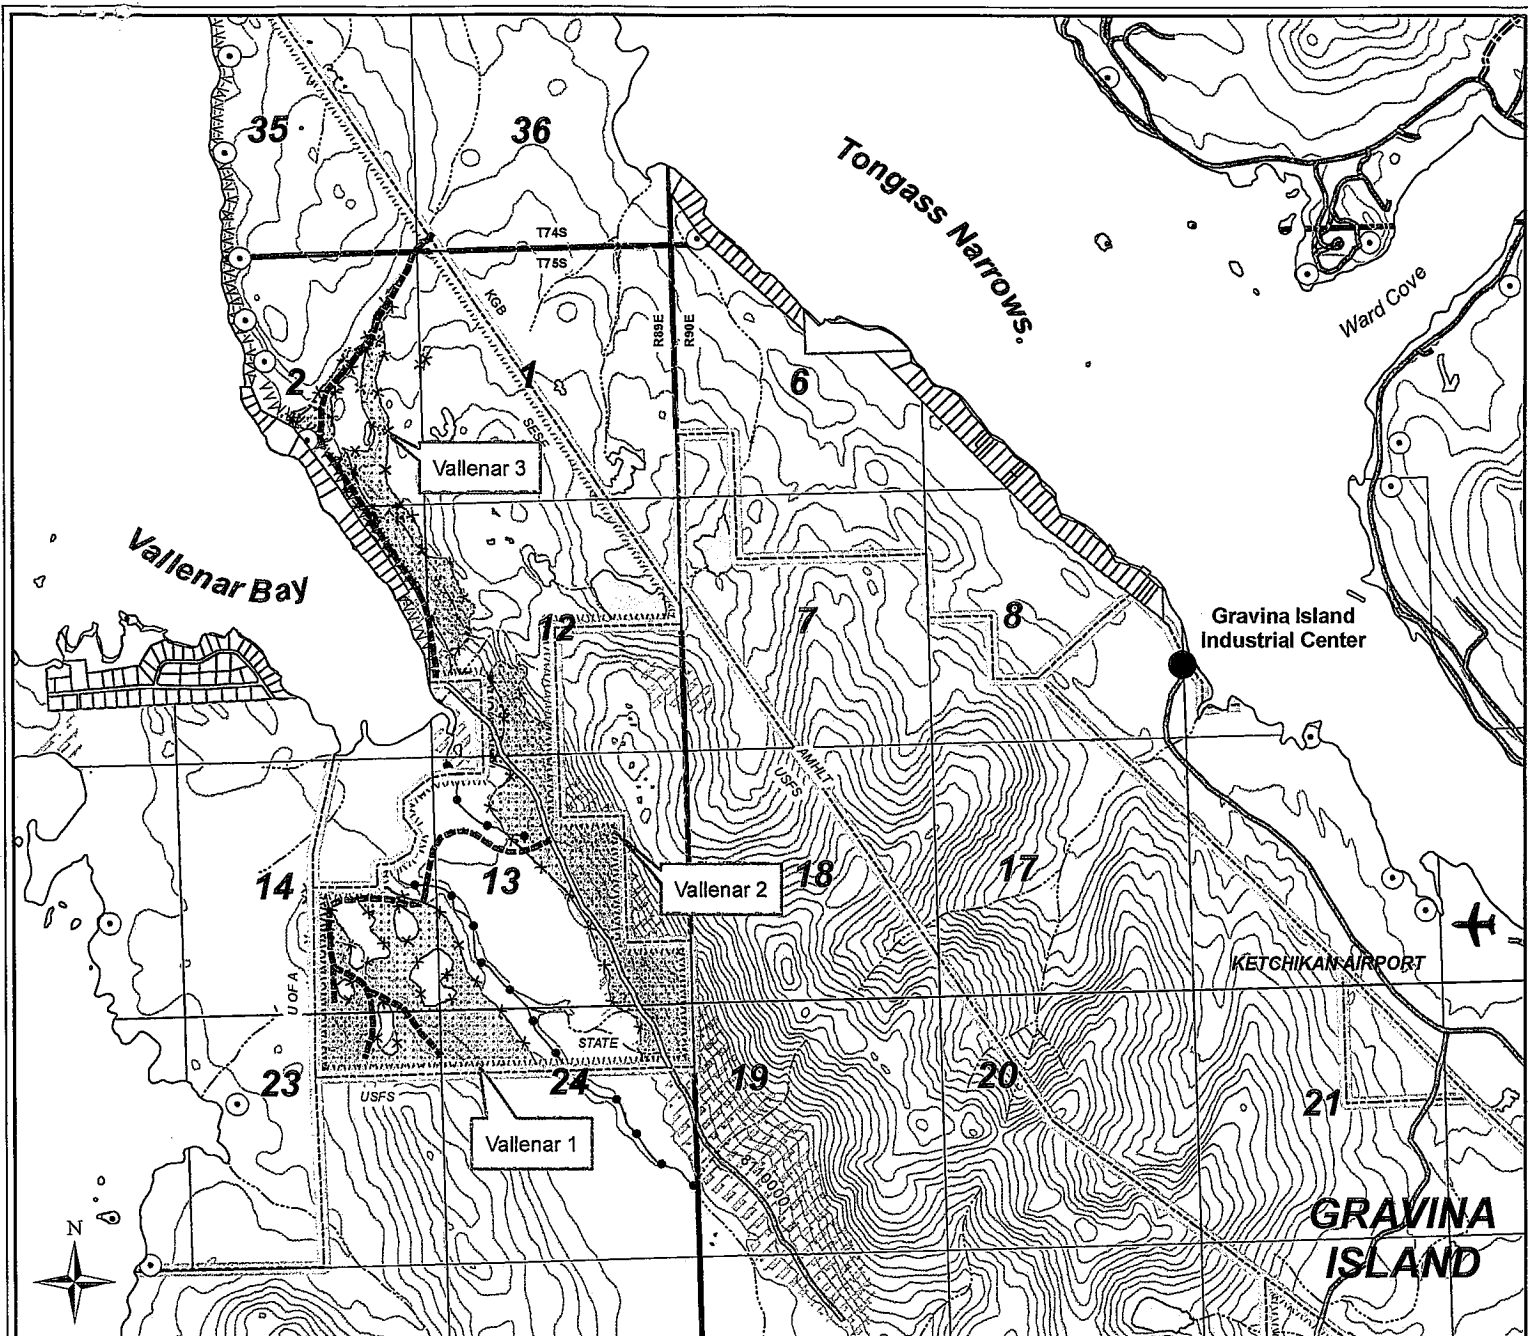 35
36
Tongass Narrows.
T74S
T75S
KGB
R89E
R90E
Ward Cove
2
1
6
SESF
Vallenar 3
Vallenar Bay
12
7
8
Gravina Island
Industrial Center
AMHLT
USFS
14
13
Vallenar 2
18
17
KETCHIKAN AIRPORT
U OF A
STATE
23
24
19
20
21
USFS
Vallenar 1
8110000
N
GRAVINA
ISLAND